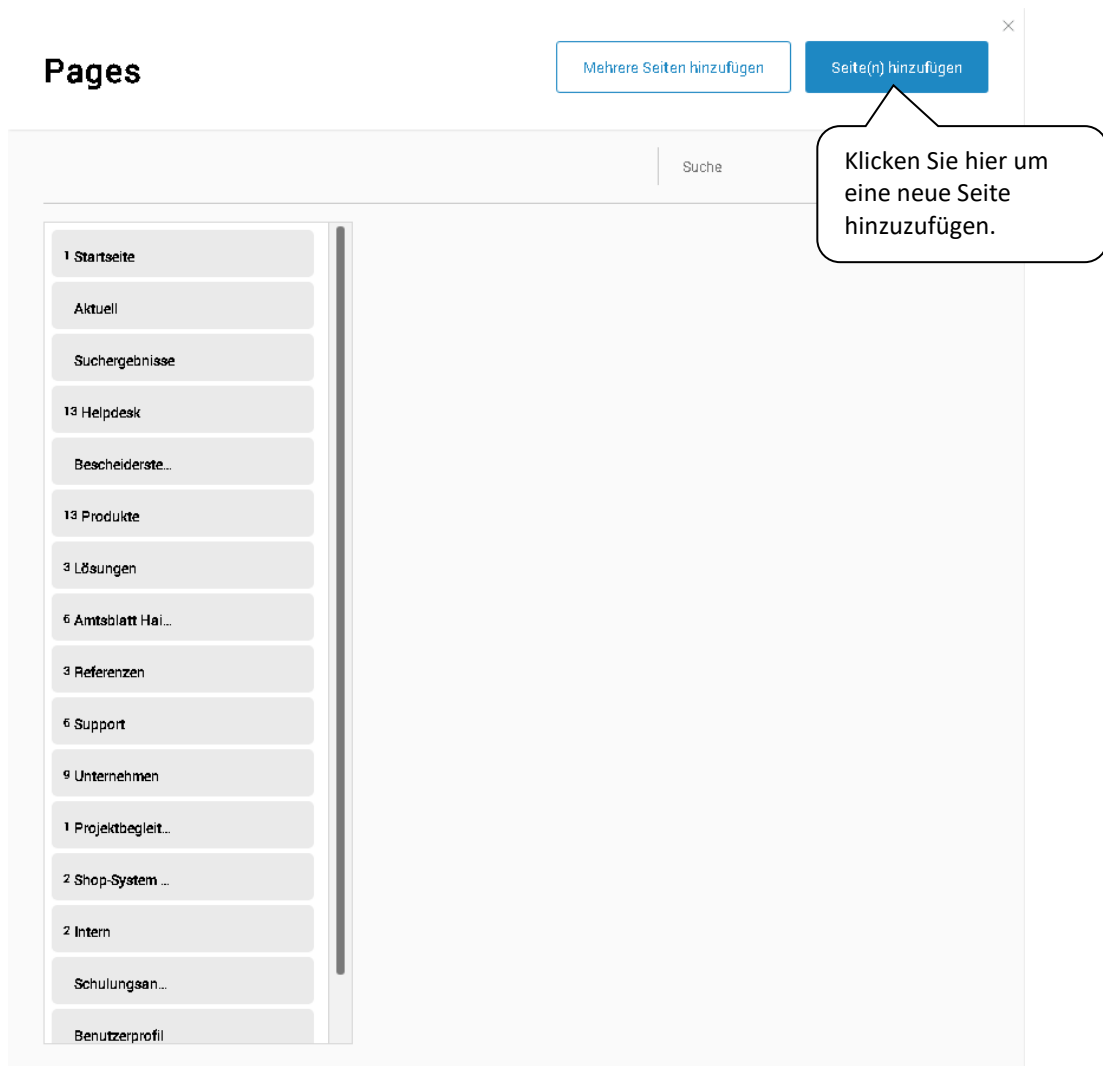 Pages
Mehrere Seiten hinzufügen
Seite(n) hinzufügen
Klicken Sie hier um
eine neue Seite
hinzuzufügen.
Suche
1 Startseite
Aktuell
Suchergebnisse
13 Helpdesk
Bescheiderste...
13 Produkte
3 Lösungen
6 Amtsblatt Hai...
3 Referenzen
6 Support
9 Unternehmen
1 Projektbegleit...
2 Shop-System ...
2 Intern
Schulungsan...
Benutzerprofil